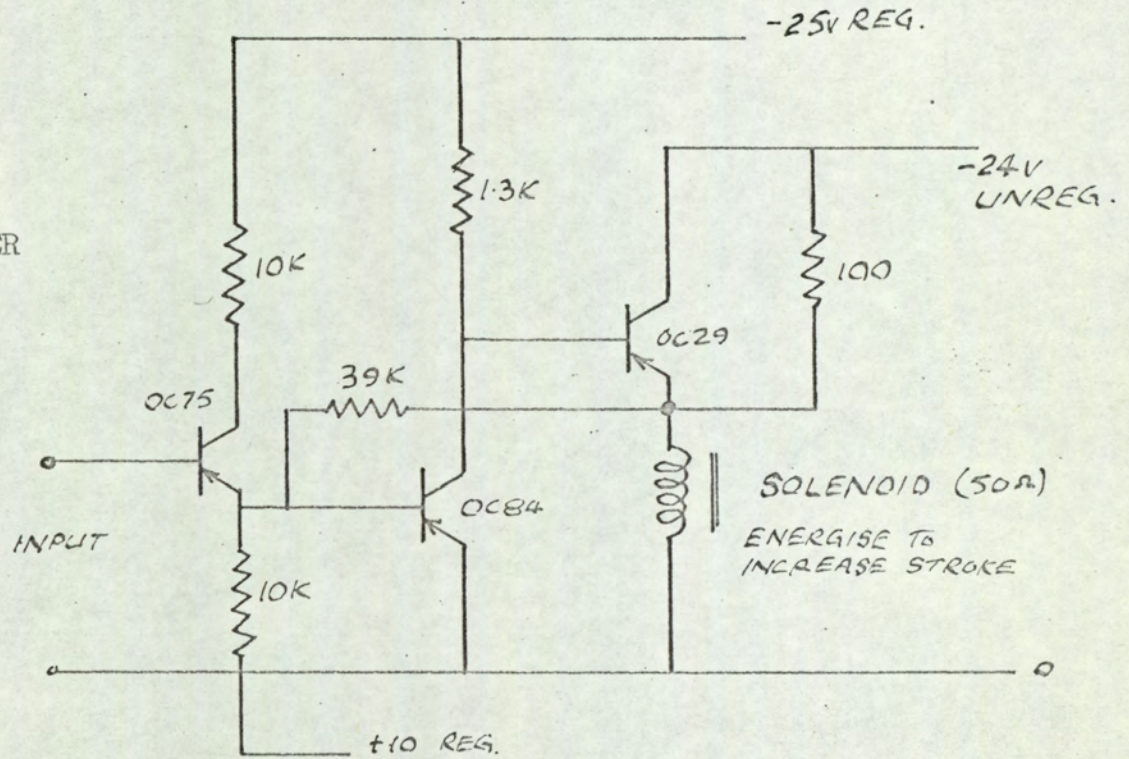 -25V REG.
-24V
UNREG.
1.3K
ER
10K
100
OC29
39K
OC75
SOLENOID (50Ω)
OC84
INPUT
ENERGISE TO
INCREASE STROKE
10K
+10 REG.